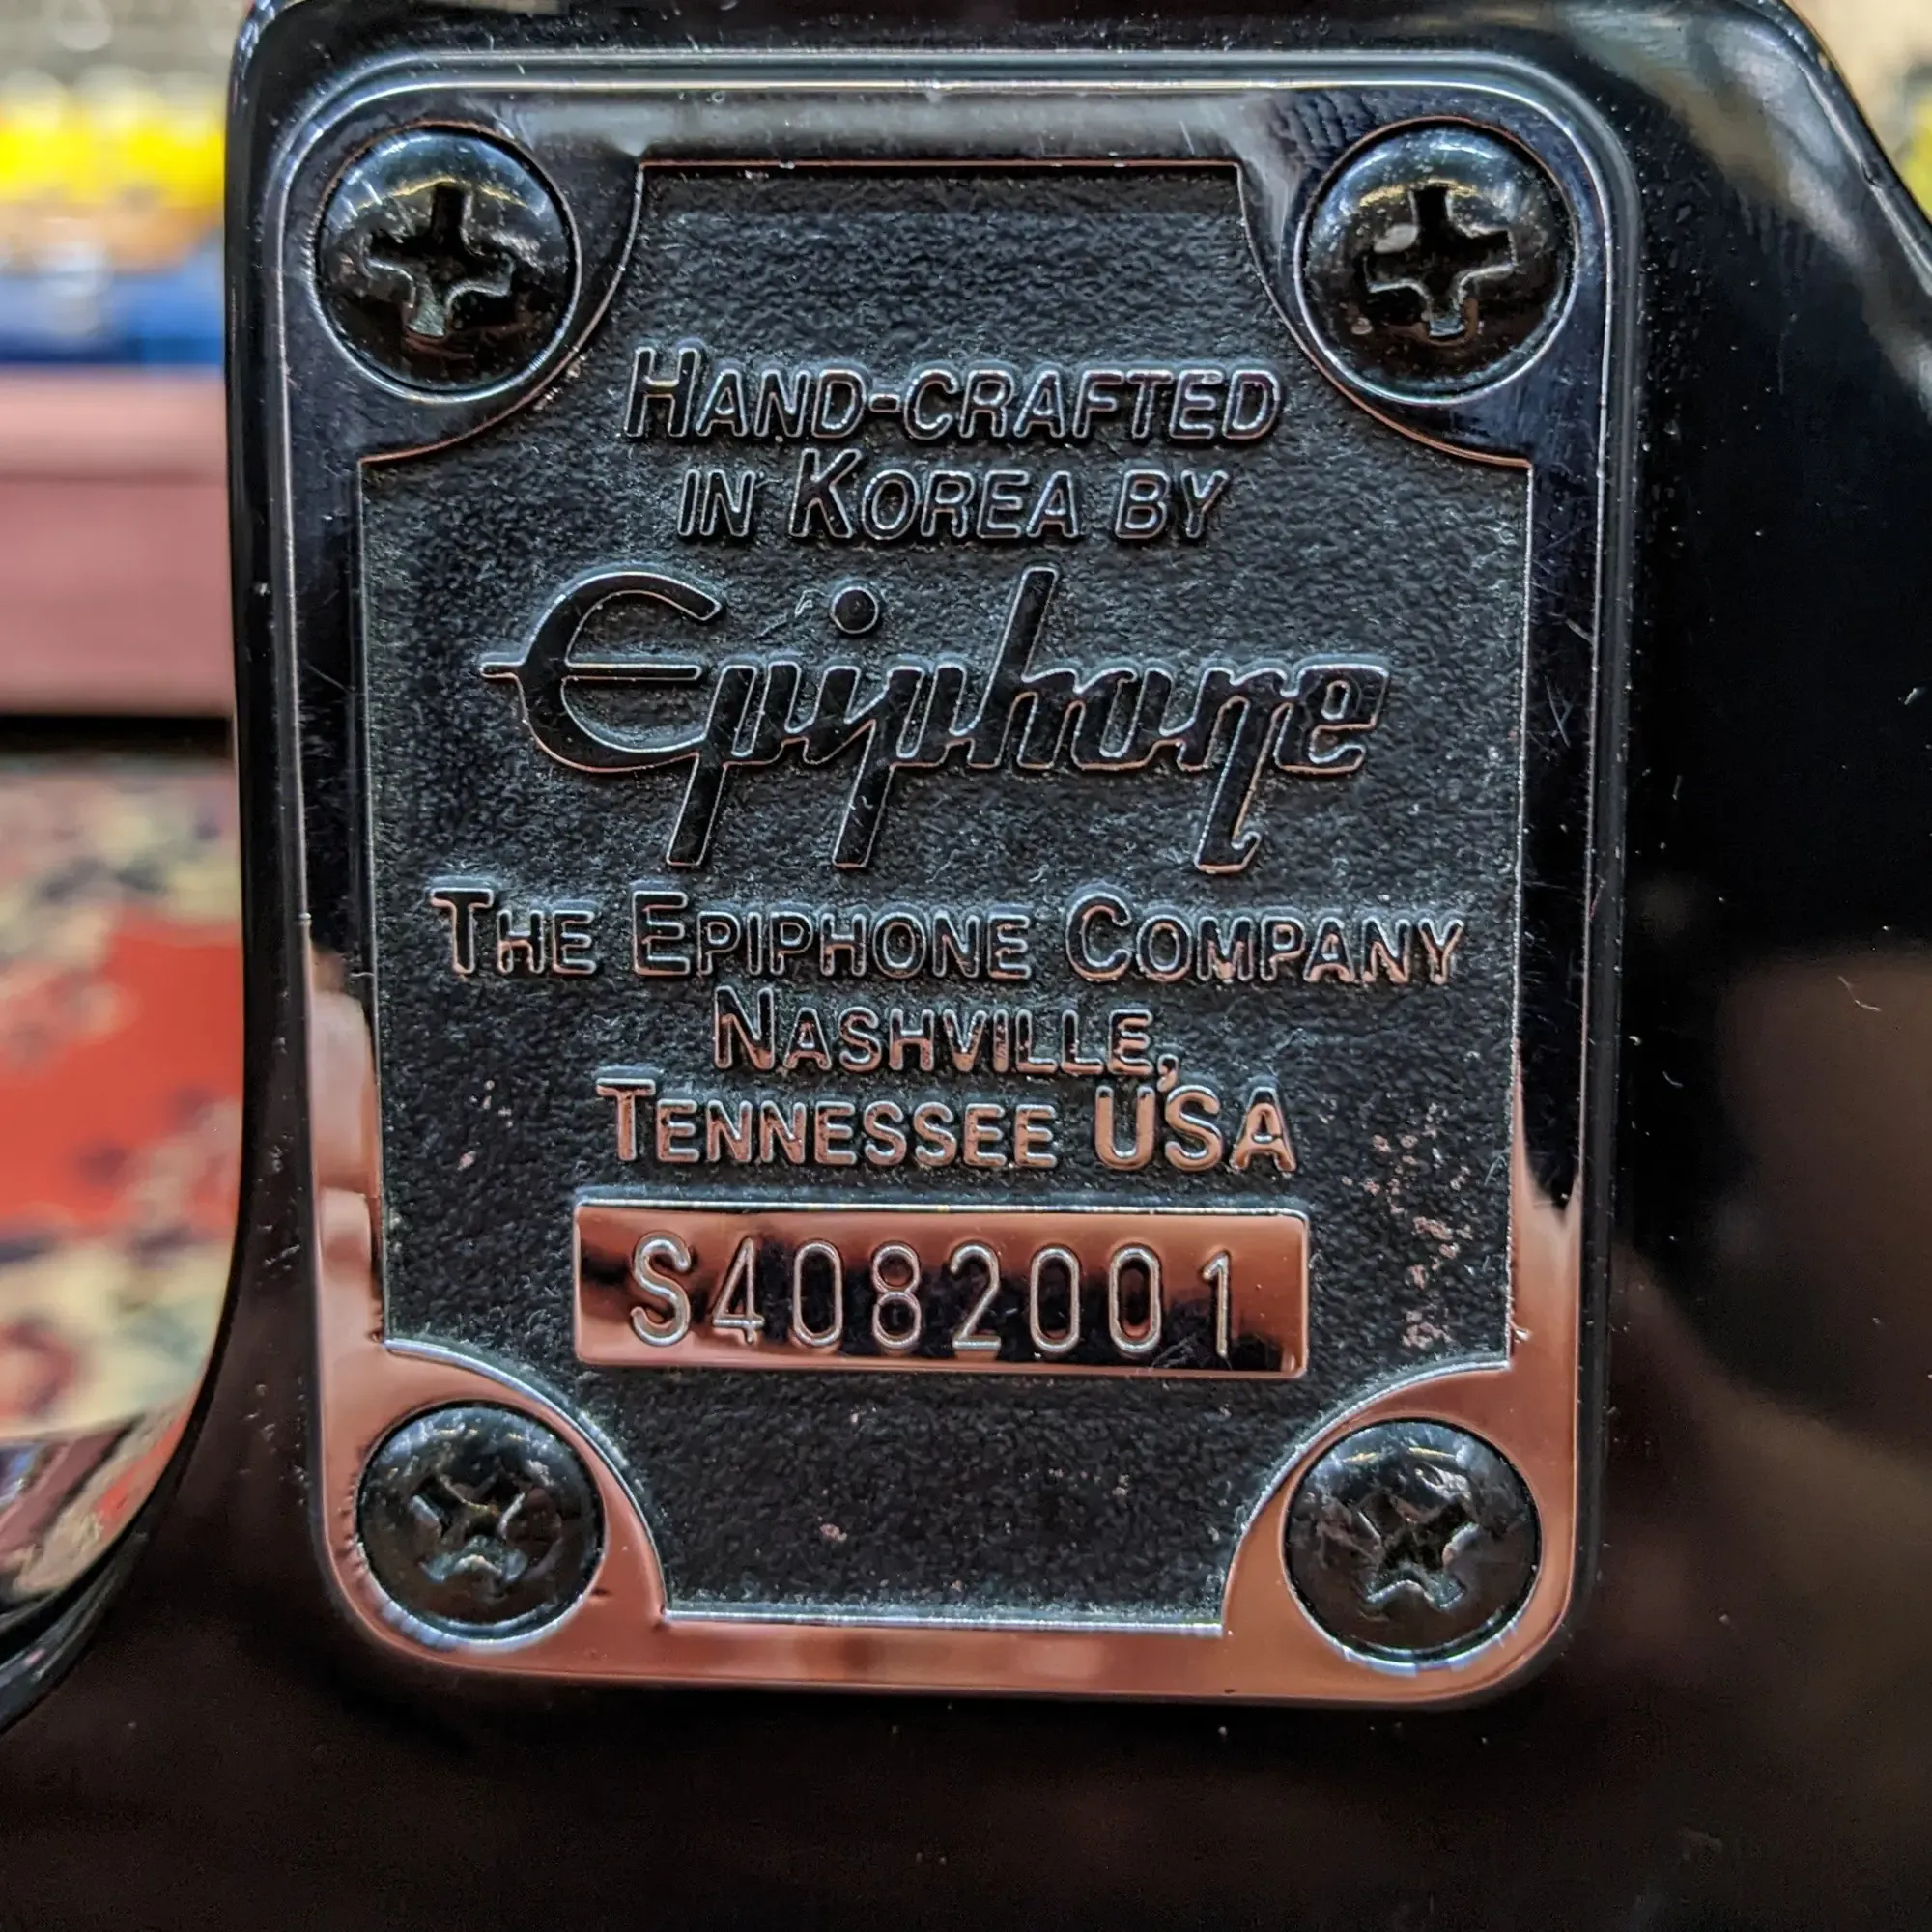 HAND-CRAFTED
IN KOREA BY
Epiphone
THE EPIPHONE COMPANY
NASHVILLE,
TENNESSEE USA
S4082001